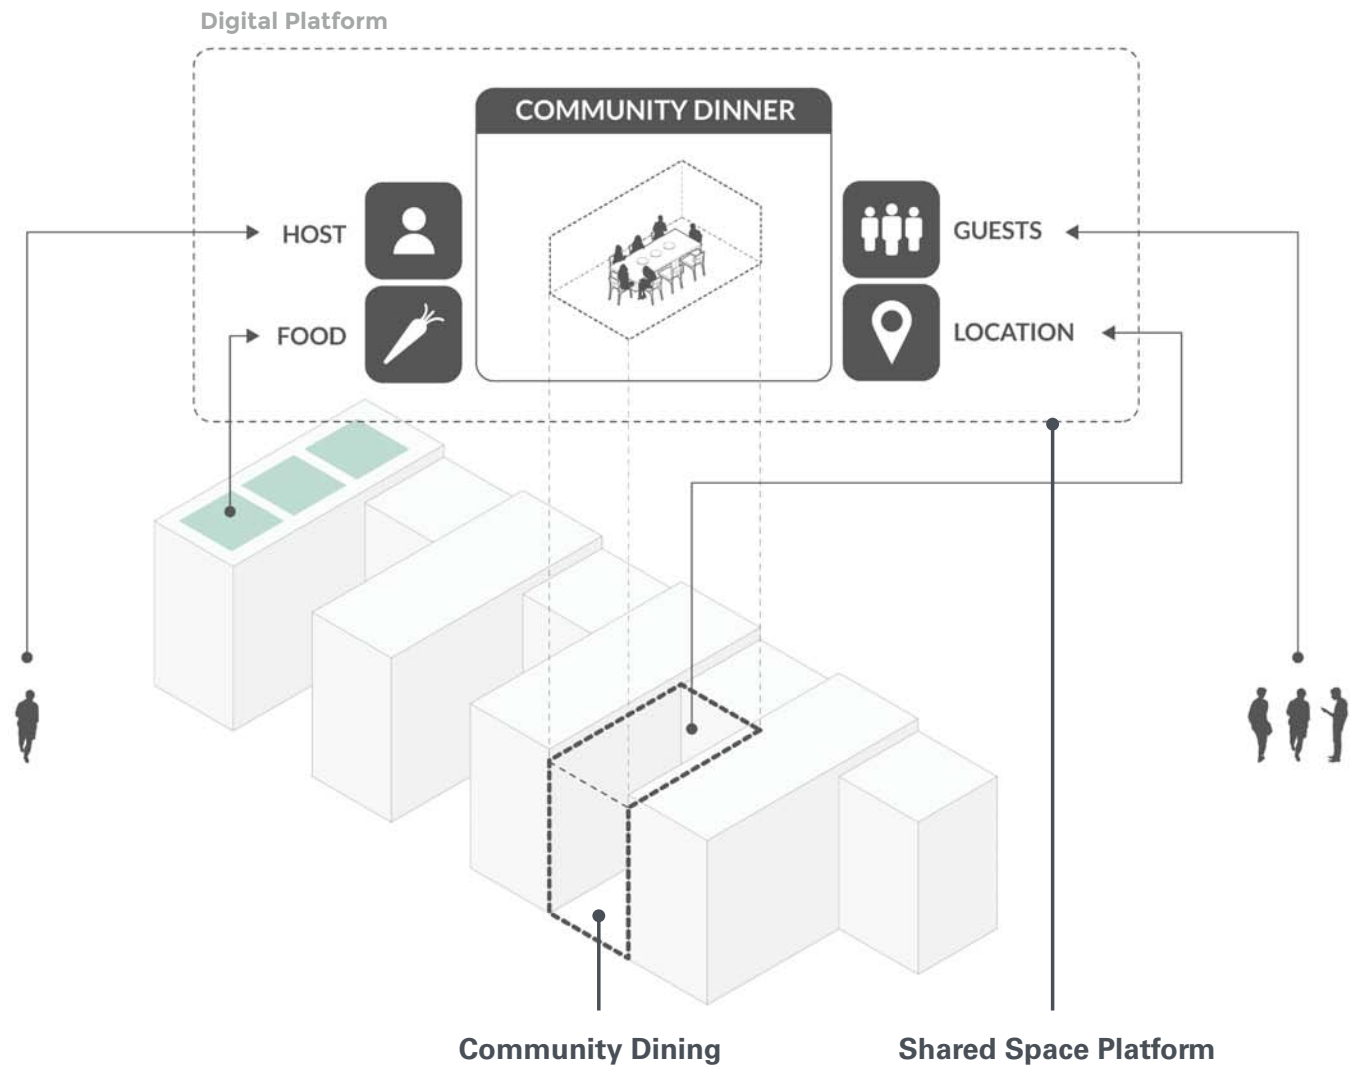 Digital Platform
COMMUNITY DINNER
HOST
GUESTS
FOOD
LOCATION
Community Dining
Shared Space Platform